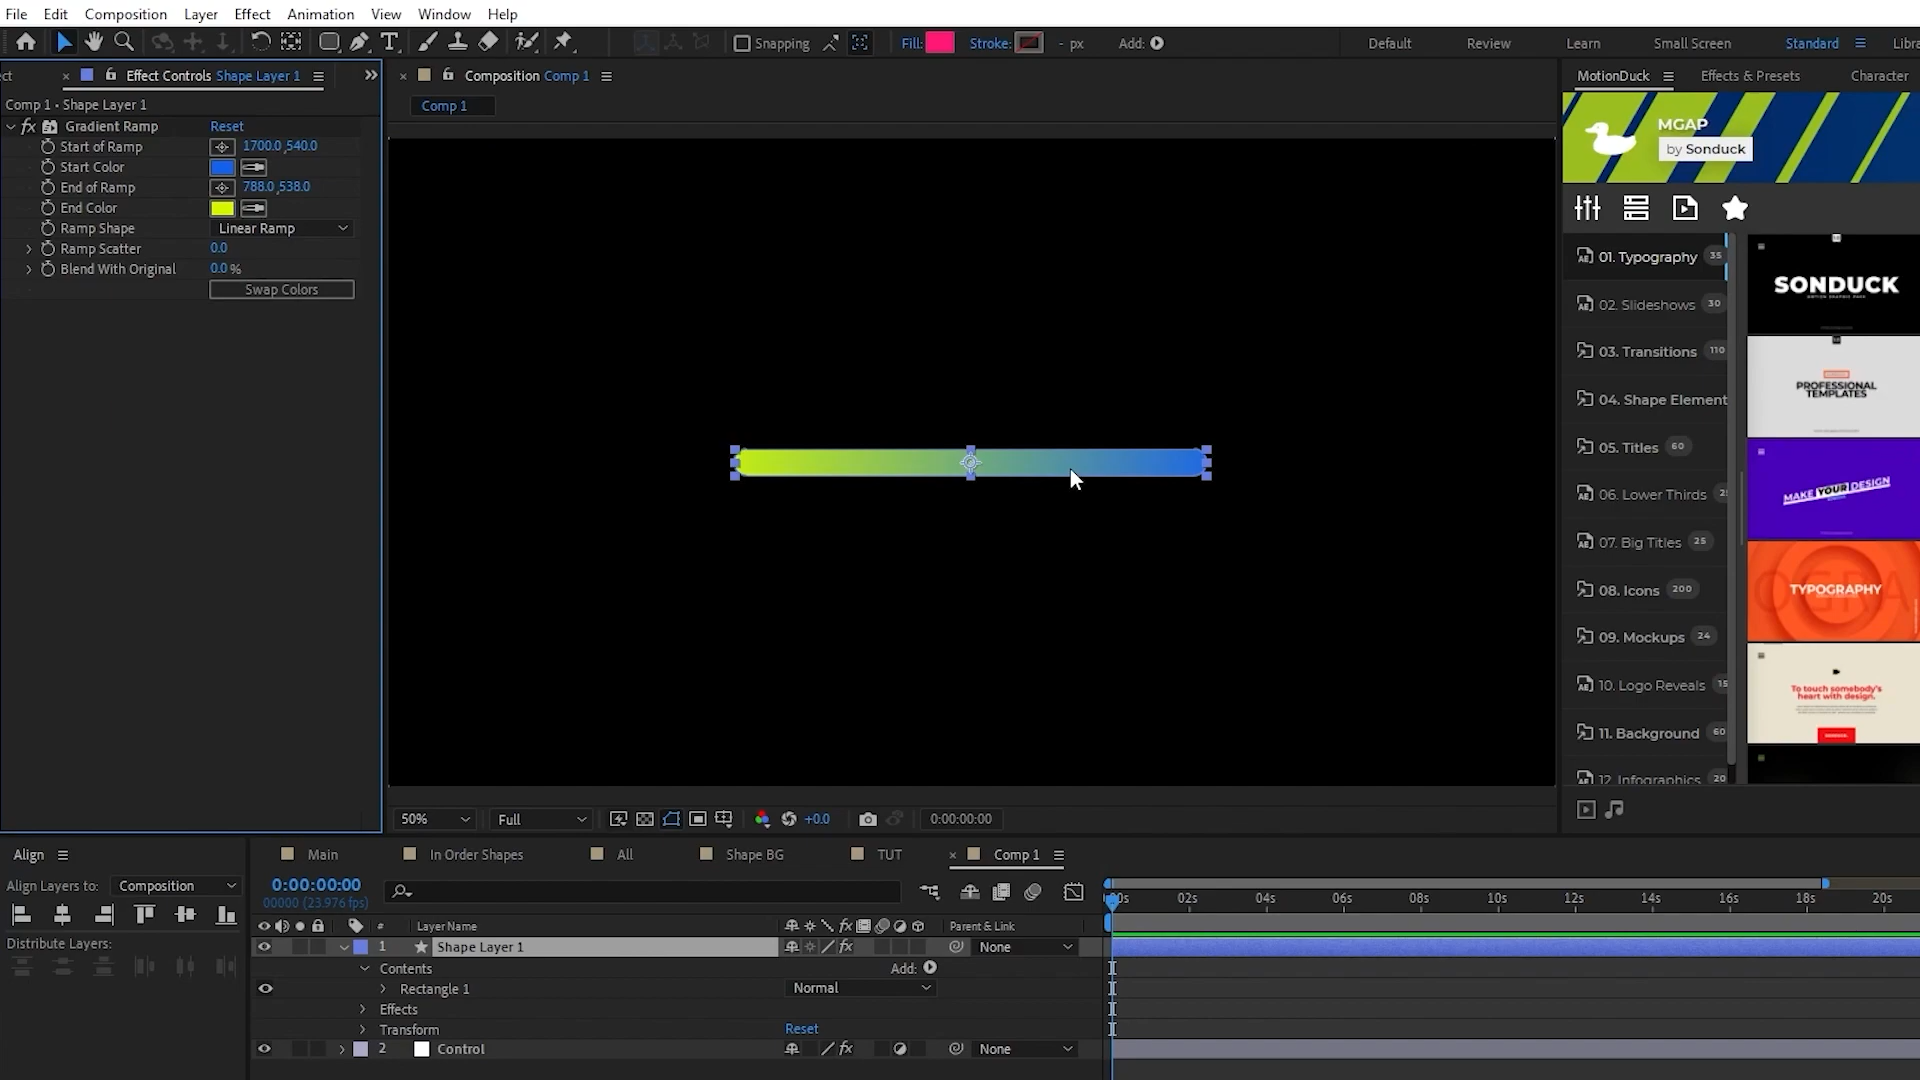 File Edit Composition Layer Effect Animation View Window Help
Snapping Fill: Stroke: - px Add: Default Review Learn Small Screen Standard Libra
ect × Effect Controls Shape Layer 1
Comp 1 • Shape Layer 1
fx Gradient Ramp Reset
Start of Ramp 1700.0,540.0
Start Color
End of Ramp 788.0,538.0
End Color
Ramp Shape Linear Ramp
Ramp Scatter 0.0
Blend With Original 0.0 %
Swap Colors
× Composition Comp 1
Comp 1
50% Full +0.0 0:00:00:00
MotionDuck Effects & Presets Character
MGAP
by Sonduck
01. Typography 35
02. Slideshows 30
03. Transitions 110
04. Shape Element
05. Titles 60
06. Lower Thirds 2
07. Big Titles 25
08. Icons 200
09. Mockups 24
10. Logo Reveals 15
11. Background 60
12. Infographics 20
SONDUCK
PROFESSIONAL
TEMPLATES
MAKE YOUR DESIGN
TYPOGRAPHY
To touch somebody's
heart with design.
Align
Align Layers to: Composition
Distribute Layers:
Main In Order Shapes All Shape BG TUT × Comp 1
0:00:00:00
00000 (23.976 fps)
00s 02s 04s 06s 08s 10s 12s 14s 16s 18s 20s
# Layer Name fx Parent & Link
1 Shape Layer 1 fx None
Contents Add:
Rectangle 1 Normal
Effects
Transform Reset
2 Control fx None